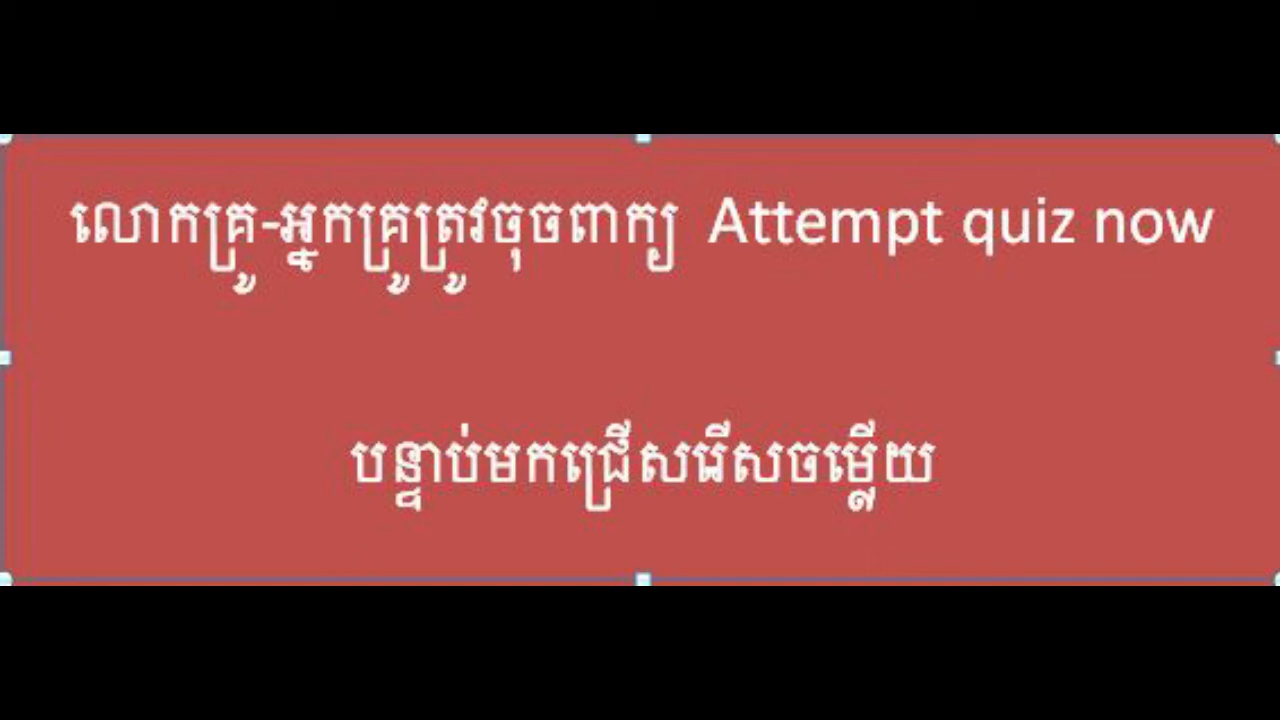 លោកគ្រូ-អ្នកគ្រូត្រូវចុចពាក្យ Attempt quiz now
បន្ទាប់មកជ្រើសរើសចម្លើយ